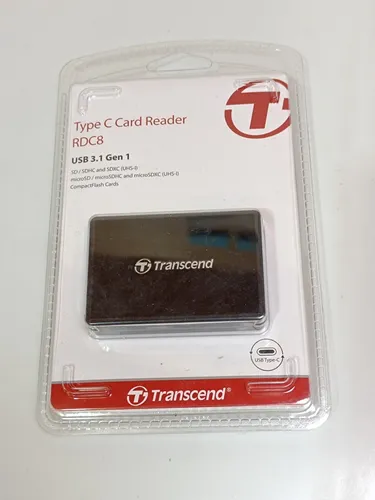 Type C Card Reader
RDC8
USB 3.1 Gen 1
SD / SDHC and SDXC (UHS-I)
microSD / microSDHC and microSDXC (UHS-I)
CompactFlash Cards
Transcend
USB Type-C
Transcend®